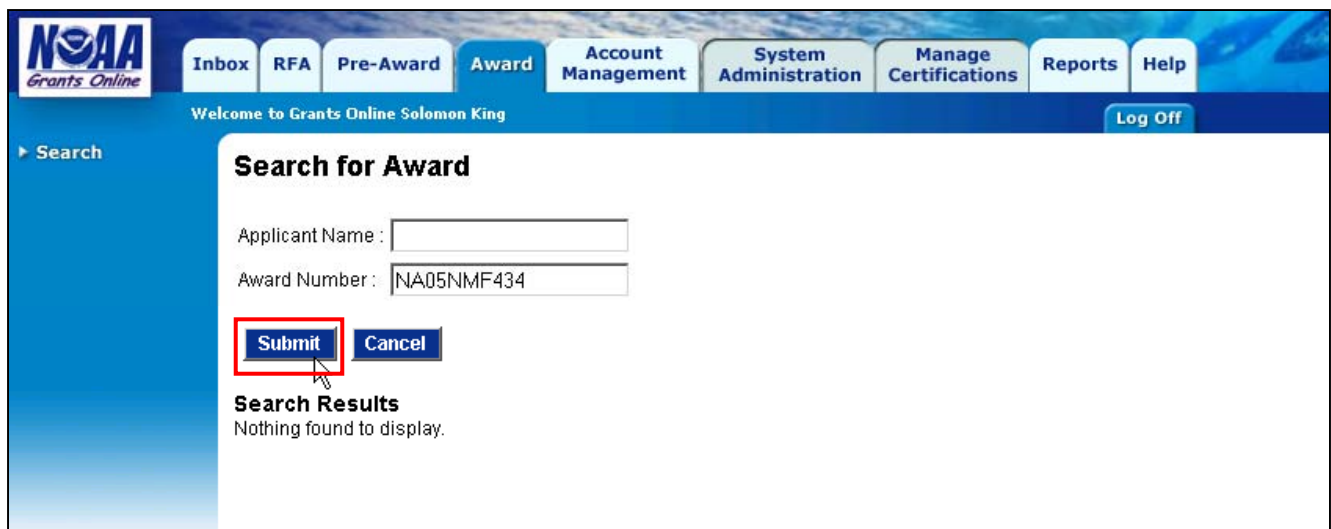 NOAA
Grants Online
Inbox
RFA
Pre-Award
Award
Account
Management
System
Administration
Manage
Certifications
Reports
Help
Welcome to Grants Online Solomon King
Log Off
Search
Search for Award
Applicant Name :
Award Number : NA05NMF434
Submit
Cancel
Search Results
Nothing found to display.